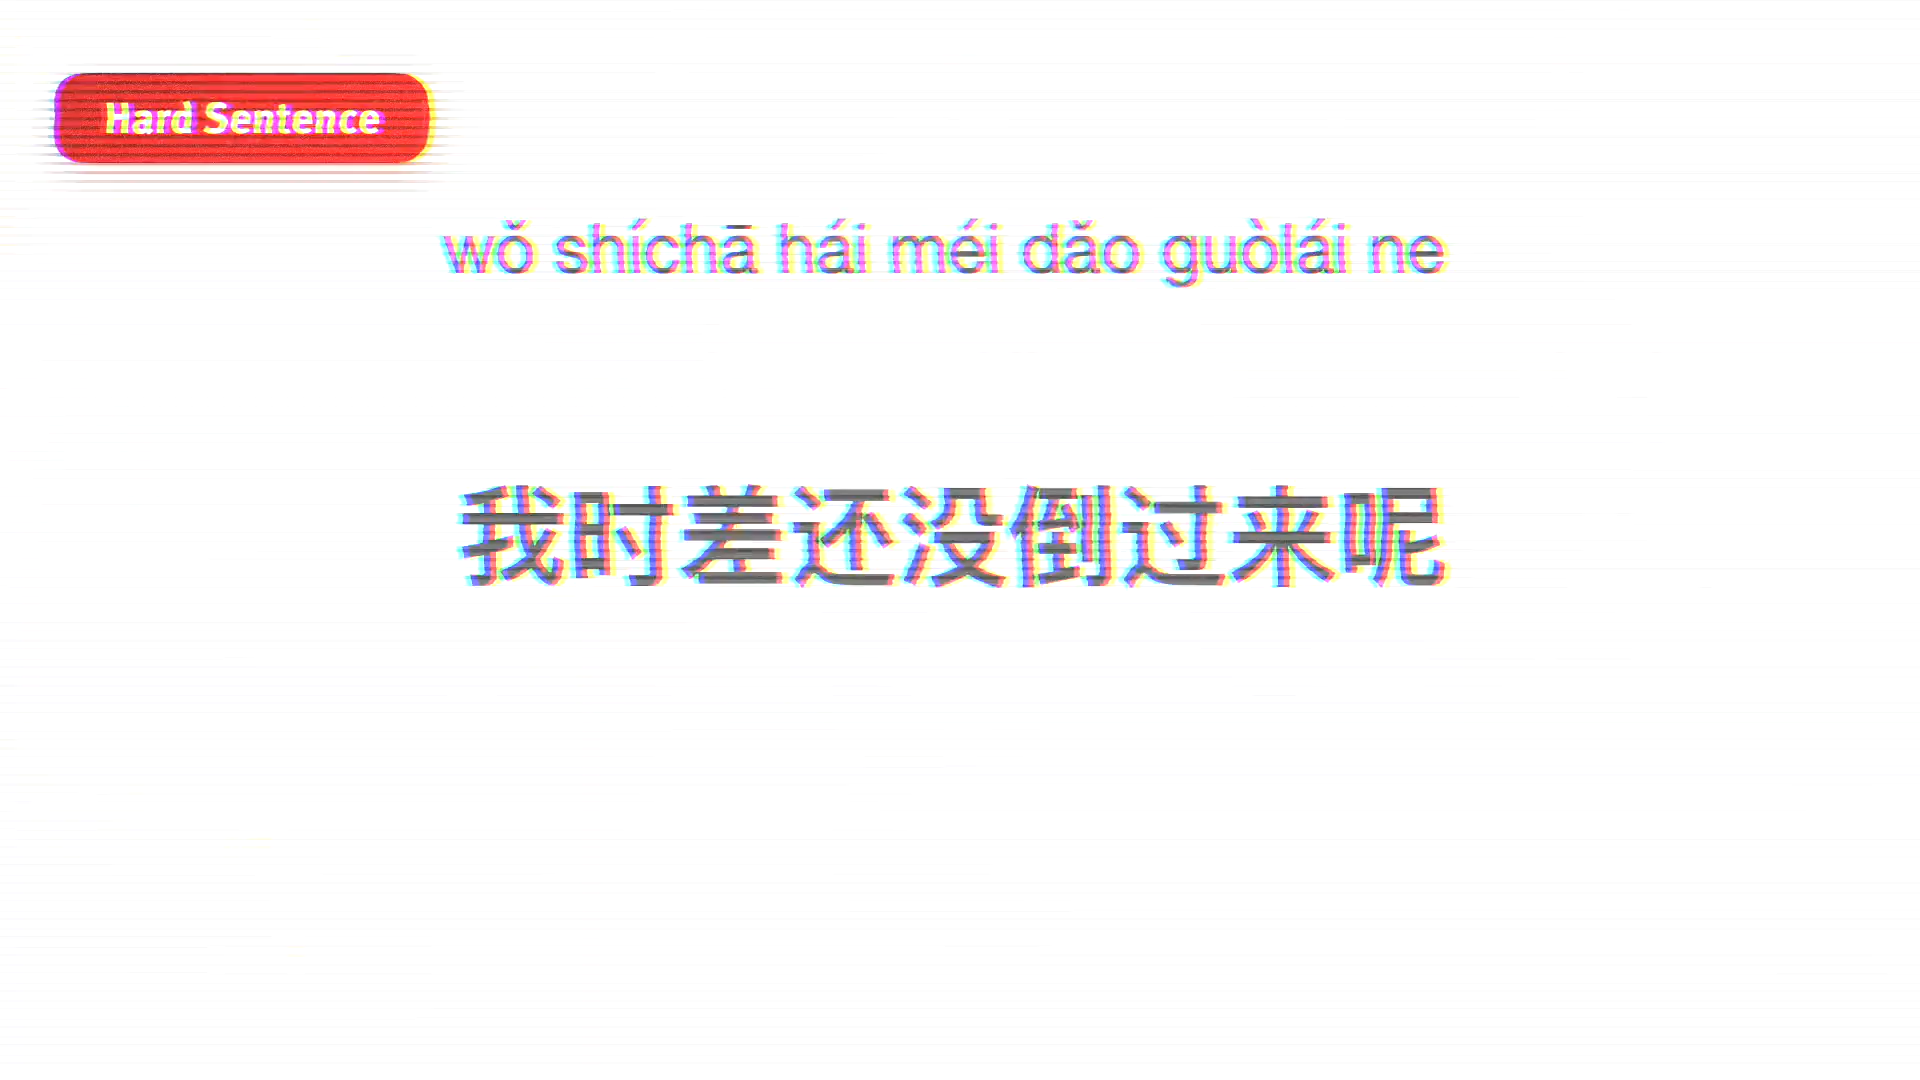 Hard Sentence
wǒ shíchā hái méi dǎo guòlái ne
我时差还没倒过来呢